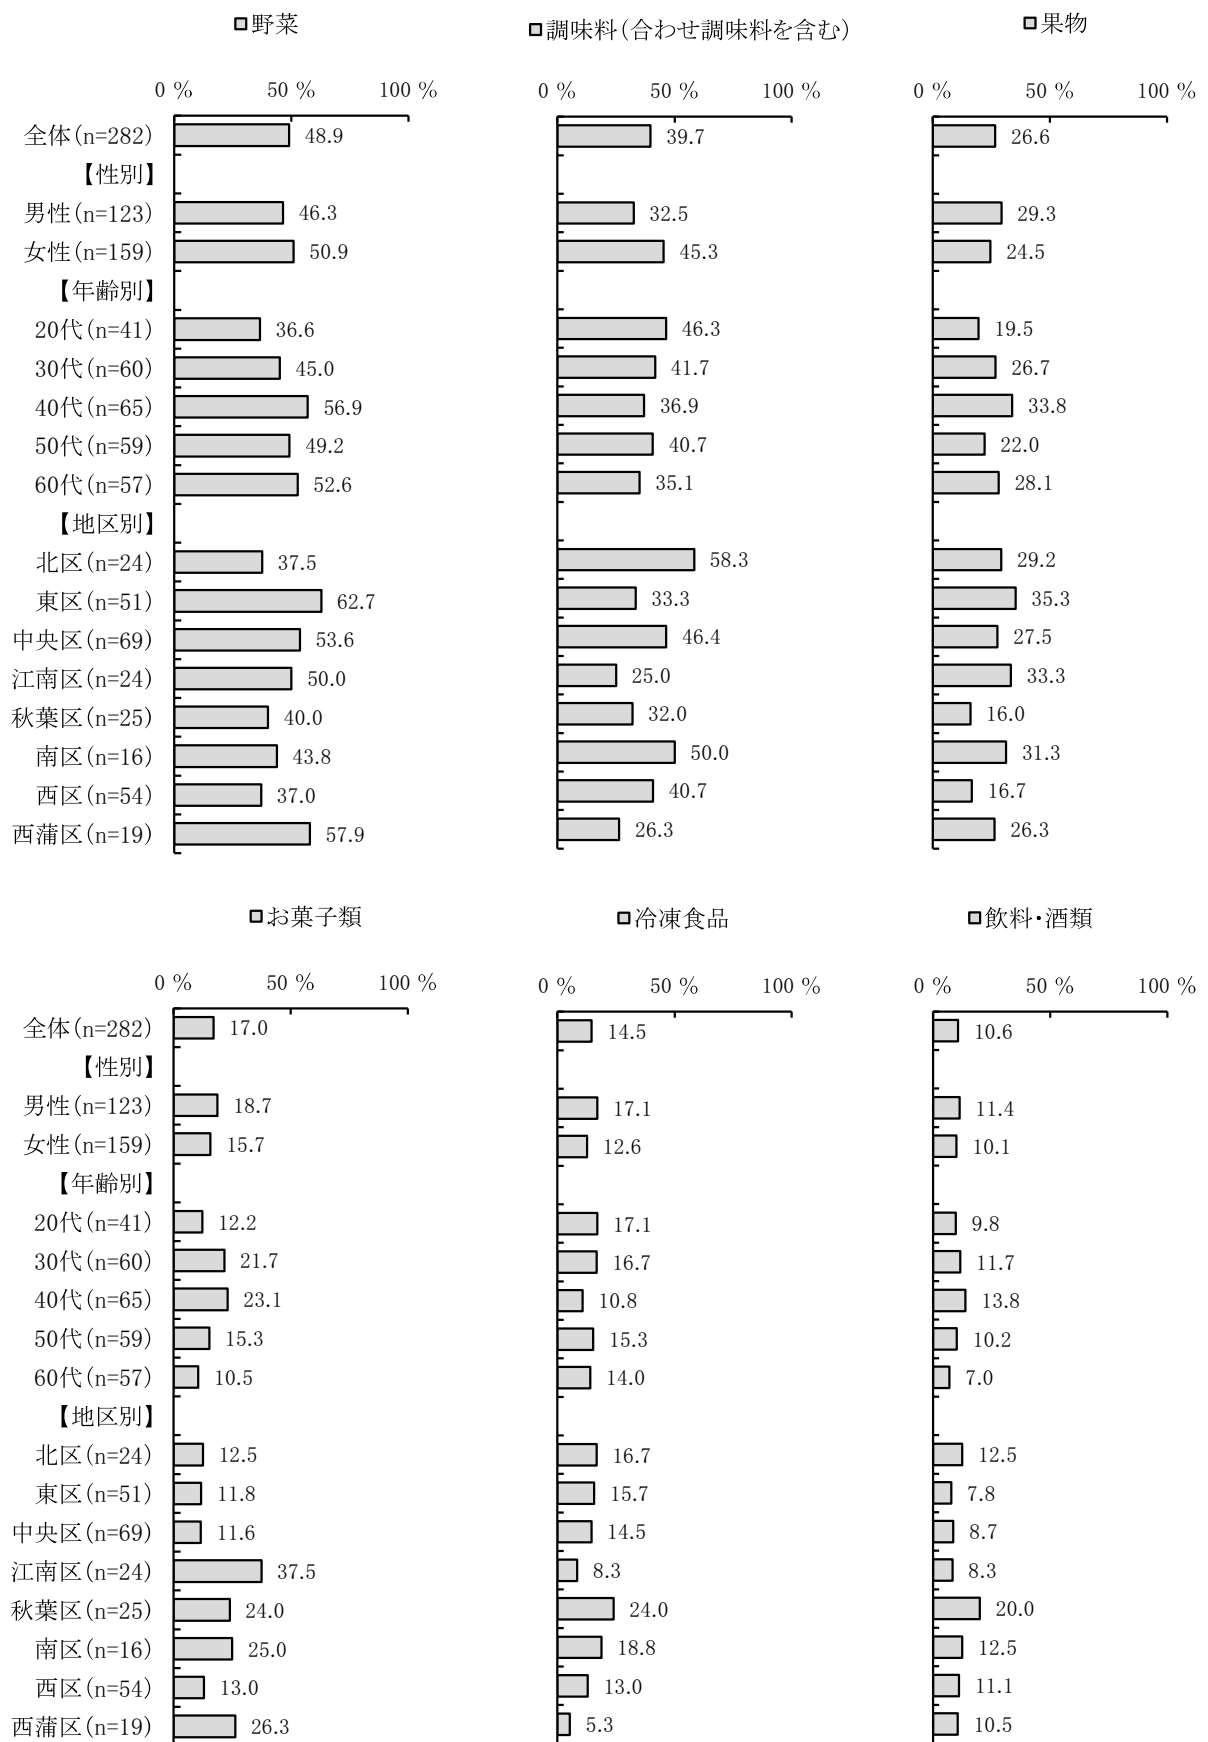 野菜 調味料(合わせ調味料を含む) 果物
0 % 50 % 100 % 0 % 50 % 100 % 0 % 50 % 100 %
全体(n=282) 48.9 39.7 26.6
【性別】
男性(n=123) 46.3 32.5 29.3
女性(n=159) 50.9 45.3 24.5
【年齢別】
20代(n=41) 36.6 46.3 19.5
30代(n=60) 45.0 41.7 26.7
40代(n=65) 56.9 36.9 33.8
50代(n=59) 49.2 40.7 22.0
60代(n=57) 52.6 35.1 28.1
【地区別】
北区(n=24) 37.5 58.3 29.2
東区(n=51) 62.7 33.3 35.3
中央区(n=69) 53.6 46.4 27.5
江南区(n=24) 50.0 25.0 33.3
秋葉区(n=25) 40.0 32.0 16.0
南区(n=16) 43.8 50.0 31.3
西区(n=54) 37.0 40.7 16.7
西蒲区(n=19) 57.9 26.3 26.3
お菓子類 冷凍食品 飲料・酒類
0 % 50 % 100 % 0 % 50 % 100 % 0 % 50 % 100 %
全体(n=282) 17.0 14.5 10.6
【性別】
男性(n=123) 18.7 17.1 11.4
女性(n=159) 15.7 12.6 10.1
【年齢別】
20代(n=41) 12.2 17.1 9.8
30代(n=60) 21.7 16.7 11.7
40代(n=65) 23.1 10.8 13.8
50代(n=59) 15.3 15.3 10.2
60代(n=57) 10.5 14.0 7.0
【地区別】
北区(n=24) 12.5 16.7 12.5
東区(n=51) 11.8 15.7 7.8
中央区(n=69) 11.6 14.5 8.7
江南区(n=24) 37.5 8.3 8.3
秋葉区(n=25) 24.0 24.0 20.0
南区(n=16) 25.0 18.8 12.5
西区(n=54) 13.0 13.0 11.1
西蒲区(n=19) 26.3 5.3 10.5